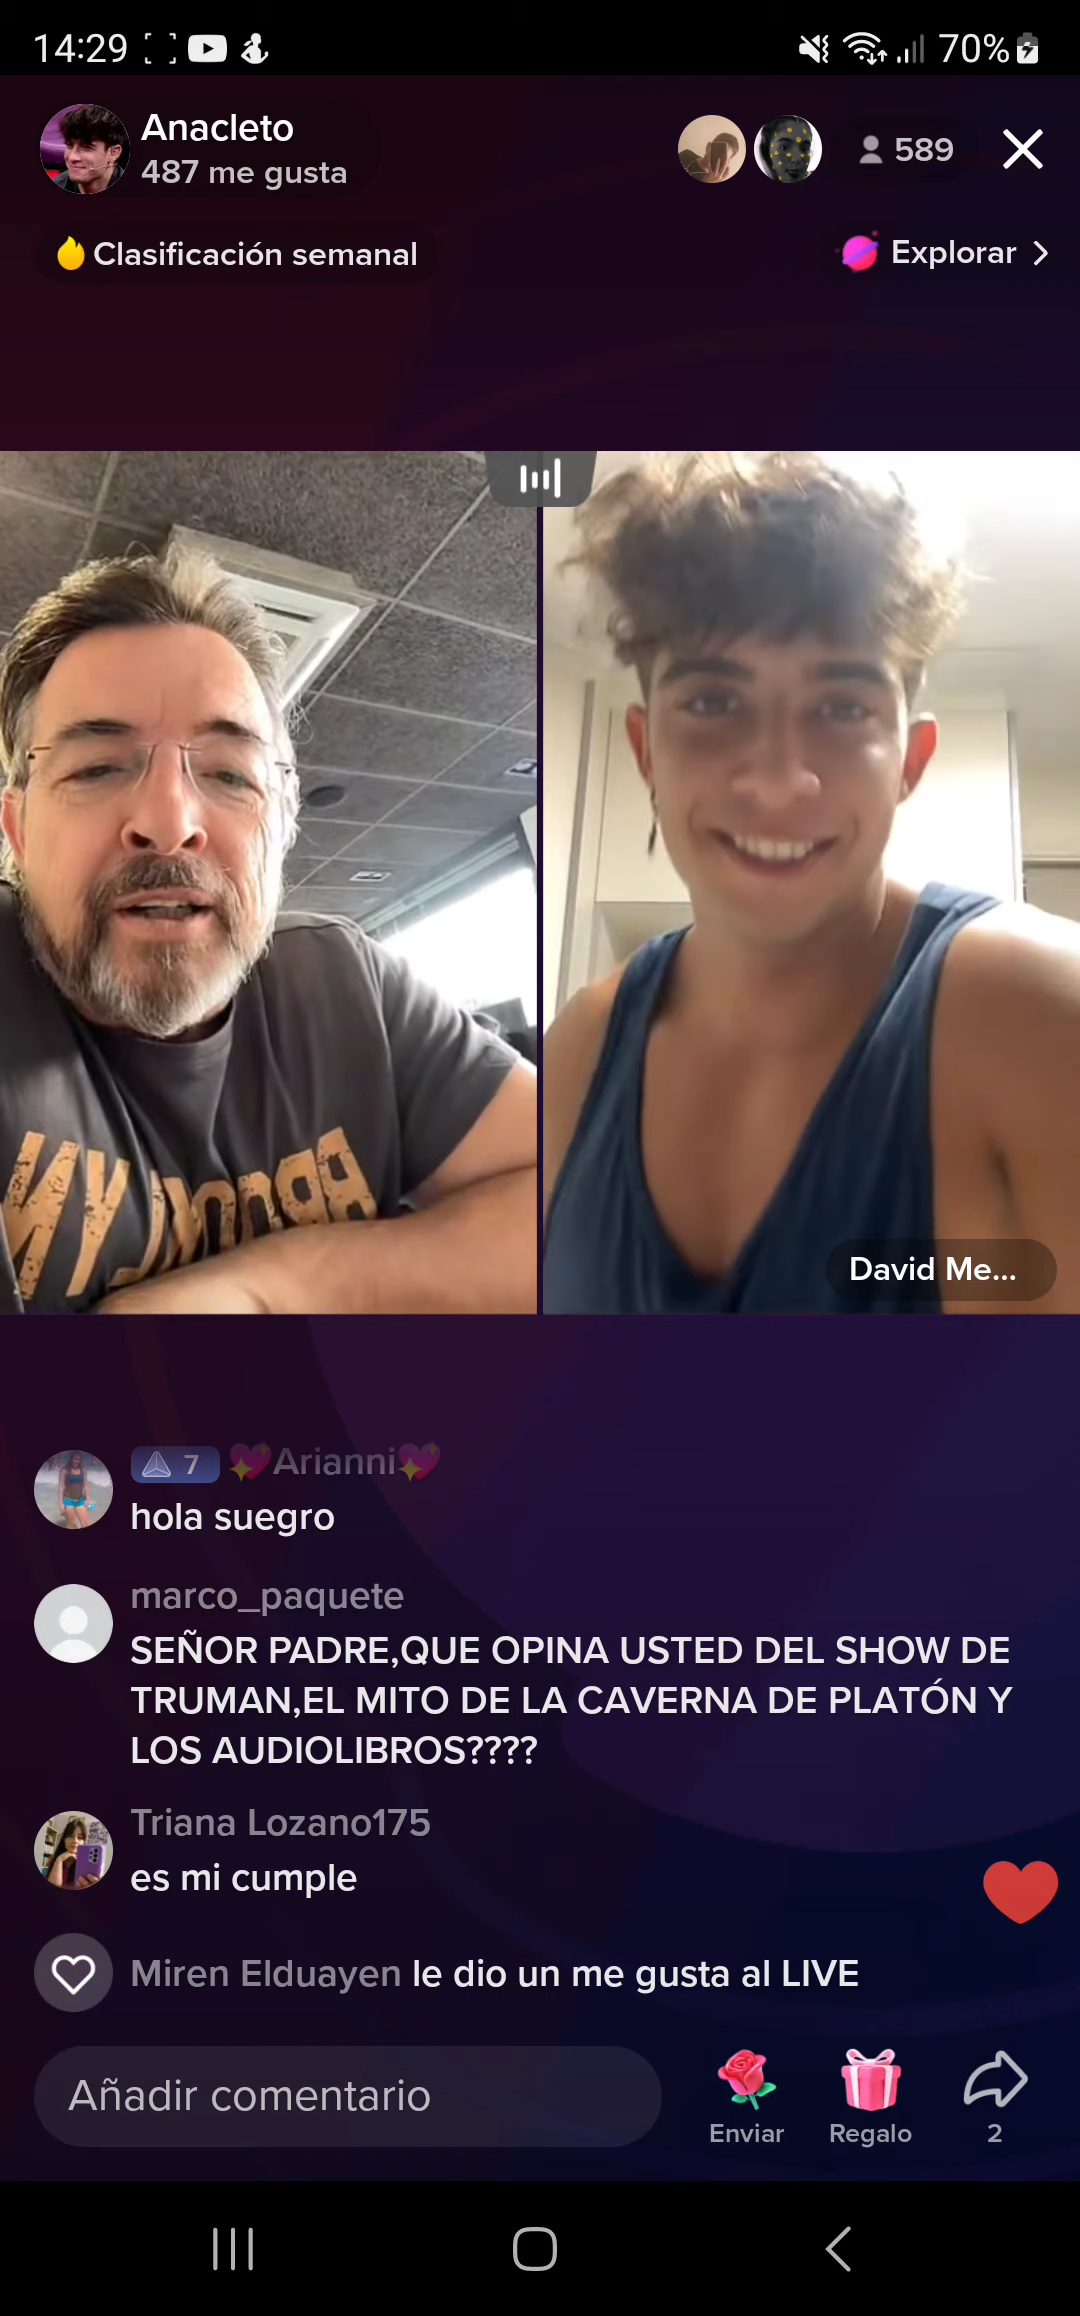 14:29
70%
Anacleto
487 me gusta
589
Clasificación semanal
Explorar
David Me...
7 💖Arianni💖
hola suegro
marco_paquete
SEÑOR PADRE,QUE OPINA USTED DEL SHOW DE
TRUMAN,EL MITO DE LA CAVERNA DE PLATÓN Y
LOS AUDIOLIBROS????
Triana Lozano175
es mi cumple
Miren Elduayen le dio un me gusta al LIVE
Añadir comentario
Enviar
Regalo
2